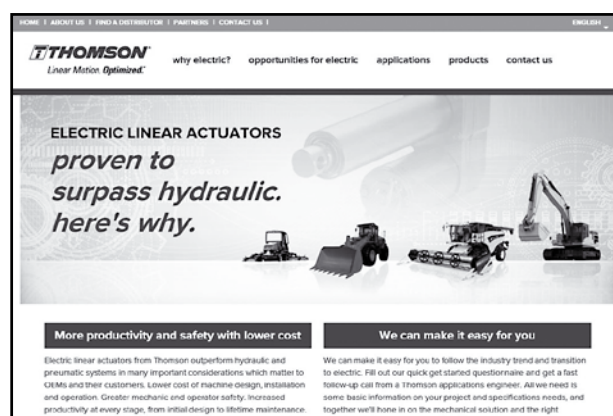 HOME | ABOUT US | FIND A DISTRIBUTOR | PARTNERS | CONTACT US |
ENGLISH
THOMSON
Linear Motion. Optimized.™
why electric? opportunities for electric applications products contact us
ELECTRIC LINEAR ACTUATORS
proven to
surpass hydraulic.
here's why.
More productivity and safety with lower cost
Electric linear actuators from Thomson outperform hydraulic and
pneumatic systems in many important considerations which matter to
OEMs and their customers. Lower cost of machine design, installation
and operation. Greater mechanic and operator safety. Increased
productivity at every stage, from initial design to lifetime maintenance.
We can make it easy for you
We can make it easy for you to follow the industry trend and transition
to electric. Fill out our quick get started questionnaire and get a fast
follow-up call from a Thomson applications engineer. All we need is
some basic information on your project and specifications needs, and
together we'll hone in on the mechanical solution and the right